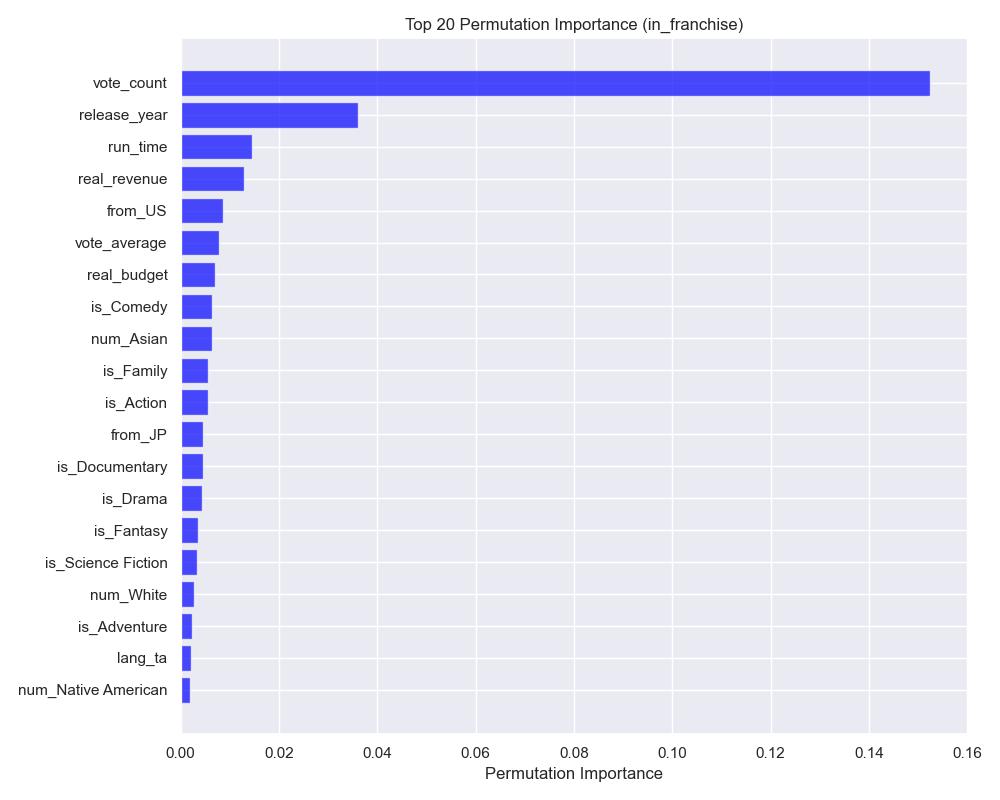 Top 20 Permutation Importance (in_franchise)
vote_count
release_year
run_time
real_revenue
from_US
vote_average
real_budget
is_Comedy
num_Asian
is_Family
is_Action
from_JP
is_Documentary
is_Drama
is_Fantasy
is_Science Fiction
num_White
is_Adventure
lang_ta
num_Native American
0.00 0.02 0.04 0.06 0.08 0.10 0.12 0.14 0.16
Permutation Importance